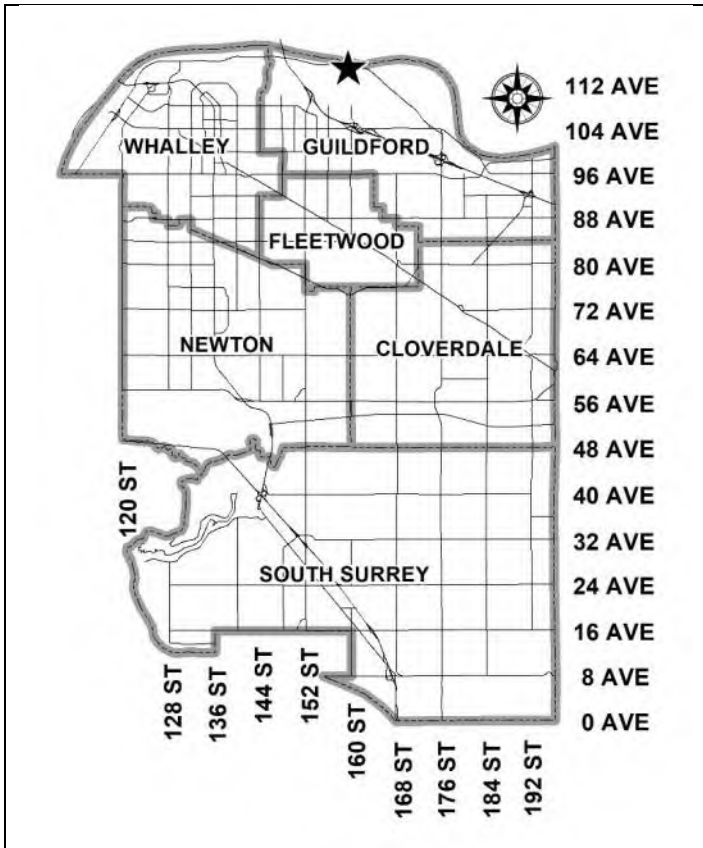 112 AVE
104 AVE
WHALLEY
GUILDFORD
96 AVE
88 AVE
FLEETWOOD
80 AVE
72 AVE
NEWTON
CLOVERDALE
64 AVE
56 AVE
48 AVE
120 ST
40 AVE
32 AVE
SOUTH SURREY
24 AVE
16 AVE
8 AVE
0 AVE
128 ST
136 ST
144 ST
152 ST
160 ST
168 ST
176 ST
184 ST
192 ST